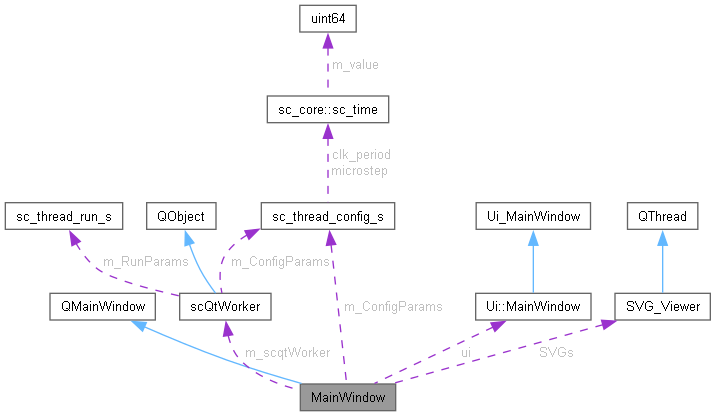 uint64
m_value
sc_core::sc_time
clk_period
microstep
sc_thread_run_s
QObject
sc_thread_config_s
Ui_MainWindow
QThread
m_RunParams
m_ConfigParams
QMainWindow
scQtWorker
m_ConfigParams
Ui::MainWindow
SVG_Viewer
m_scqtWorker
ui
SVGs
MainWindow